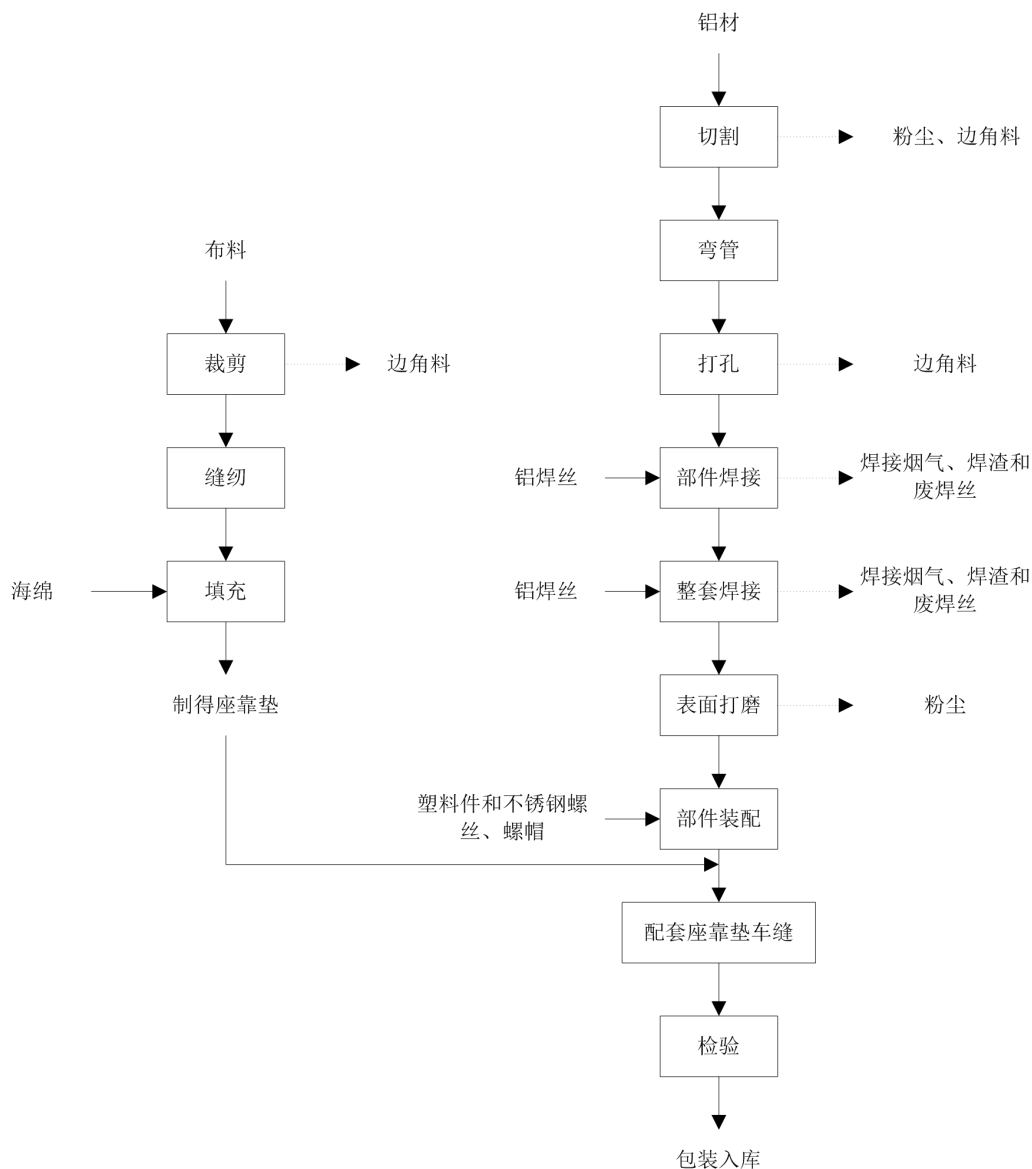 铝材
切割
粉尘、边角料
弯管
布料
裁剪
边角料
打孔
边角料
缝纫
铝焊丝
部件焊接
焊接烟气、焊渣和
废焊丝
海绵
填充
铝焊丝
整套焊接
焊接烟气、焊渣和
废焊丝
制得座靠垫
表面打磨
粉尘
塑料件和不锈钢螺
丝、螺帽
部件装配
配套座靠垫车缝
检验
包装入库